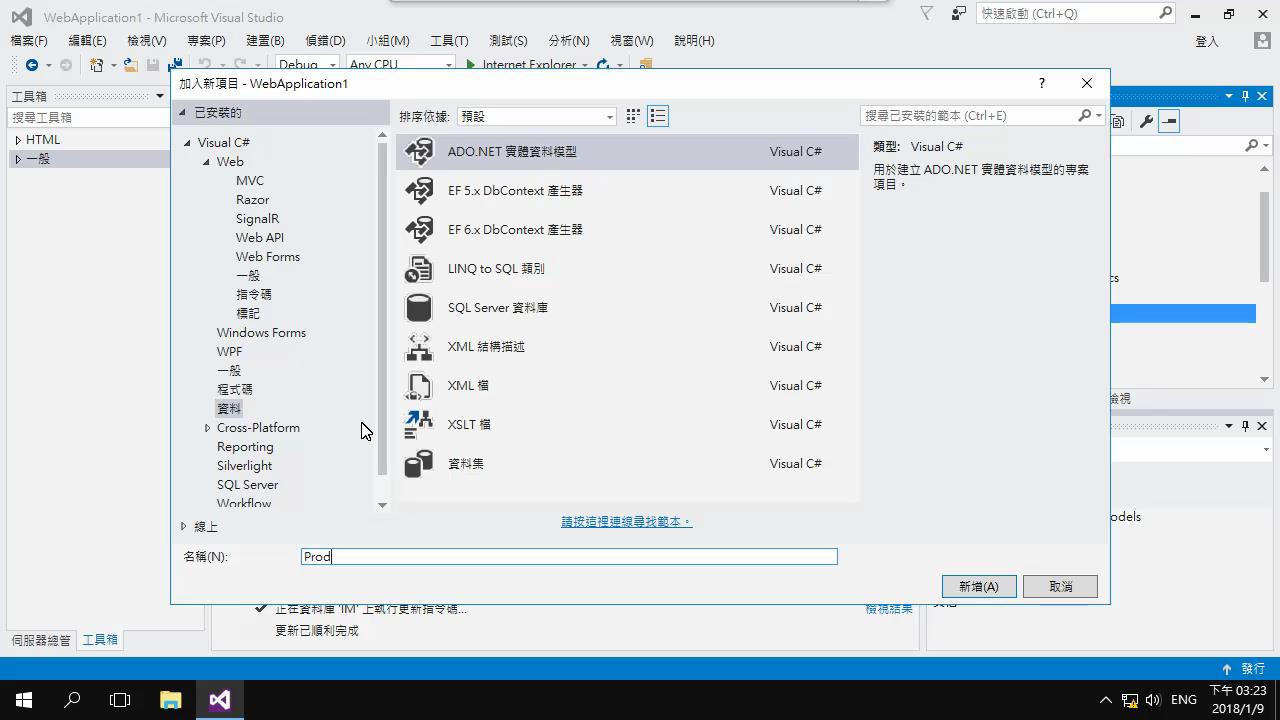 WebApplication1 - Microsoft Visual Studio
快速啟動 (Ctrl+Q)
檔案(F) 編輯(E) 檢視(V) 專案(P) 建置(B) 偵錯(D) 小組(M) 工具(T) 測試(S) 分析(N) 視窗(W) 說明(H) 登入
Debug Any CPU Internet Explorer
工具箱
搜尋工具箱
HTML
一般
加入新項目 - WebApplication1
?
已安裝的
排序依據: 預設
搜尋已安裝的範本 (Ctrl+E)
Visual C#
Web
MVC
Razor
SignalR
Web API
Web Forms
一般
指令碼
標記
Windows Forms
WPF
一般
程式碼
資料
Cross-Platform
Reporting
Silverlight
SQL Server
Workflow
線上
ADO.NET 實體資料模型 Visual C#
EF 5.x DbContext 產生器 Visual C#
EF 6.x DbContext 產生器 Visual C#
LINQ to SQL 類別 Visual C#
SQL Server 資料庫 Visual C#
XML 結構描述 Visual C#
XML 檔 Visual C#
XSLT 檔 Visual C#
資料集 Visual C#
類型: Visual C#
用於建立 ADO.NET 實體資料模型的專案
項目。
請按這裡連線尋找範本。
名稱(N): Prod
新增(A) 取消
cs
檢視
odels
正在資料庫 'IM' 上執行更新指令碼... 檢視結果
更新已順利完成
伺服器總管 工具箱
發行
ENG
下午 03:23
2018/1/9